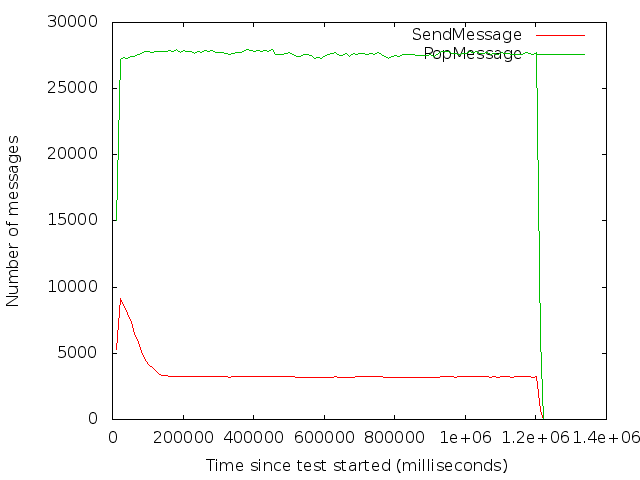 30000
25000
20000
15000
10000
5000
0
Number of messages
SendMessage
PopMessage
0 200000 400000 600000 800000 1e+06 1.2e+06 1.4e+06
Time since test started (milliseconds)